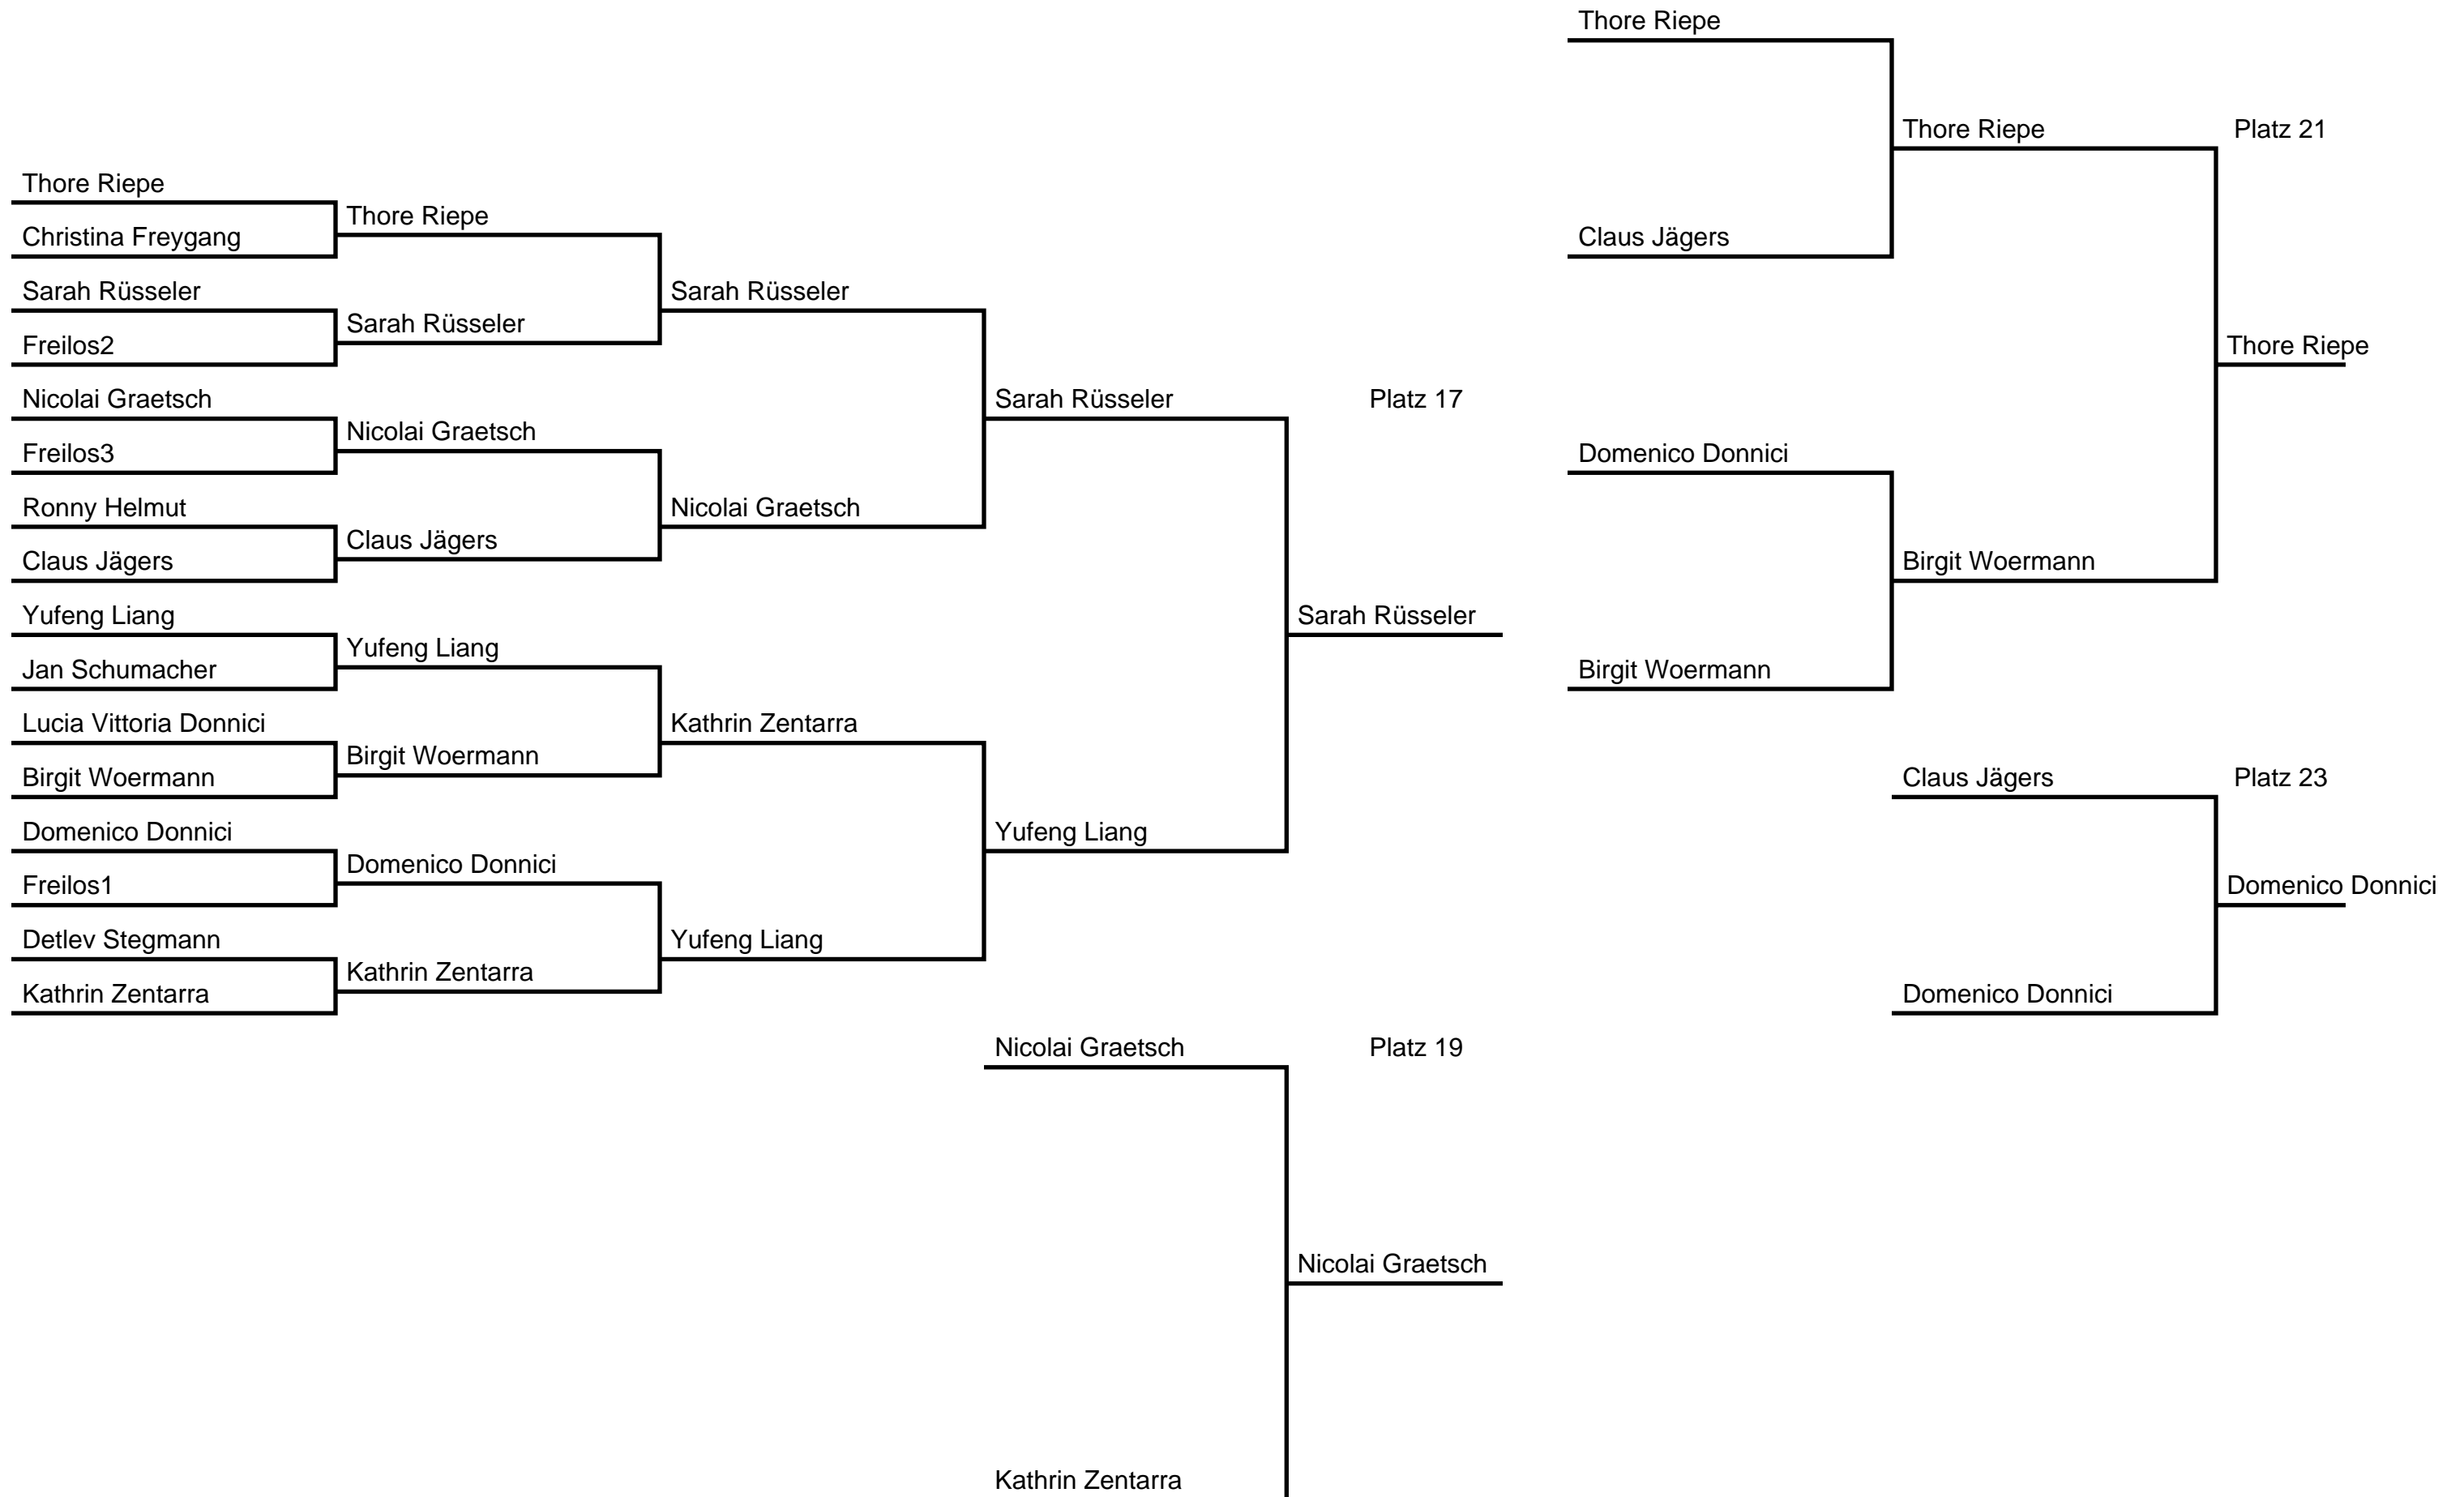 Thore Riepe
Christina Freygang
Sarah Rüsseler
Freilos2
Nicolai Graetsch
Freilos3
Ronny Helmut
Claus Jägers
Yufeng Liang
Jan Schumacher
Lucia Vittoria Donnici
Birgit Woermann
Domenico Donnici
Freilos1
Detlev Stegmann
Kathrin Zentarra
Thore Riepe
Sarah Rüsseler
Nicolai Graetsch
Claus Jägers
Yufeng Liang
Birgit Woermann
Domenico Donnici
Kathrin Zentarra
Sarah Rüsseler
Nicolai Graetsch
Kathrin Zentarra
Yufeng Liang
Sarah Rüsseler
Yufeng Liang
Platz 17
Sarah Rüsseler
Nicolai Graetsch
Kathrin Zentarra
Platz 19
Nicolai Graetsch
Thore Riepe
Claus Jägers
Domenico Donnici
Birgit Woermann
Thore Riepe
Birgit Woermann
Platz 21
Thore Riepe
Claus Jägers
Domenico Donnici
Platz 23
Domenico Donnici